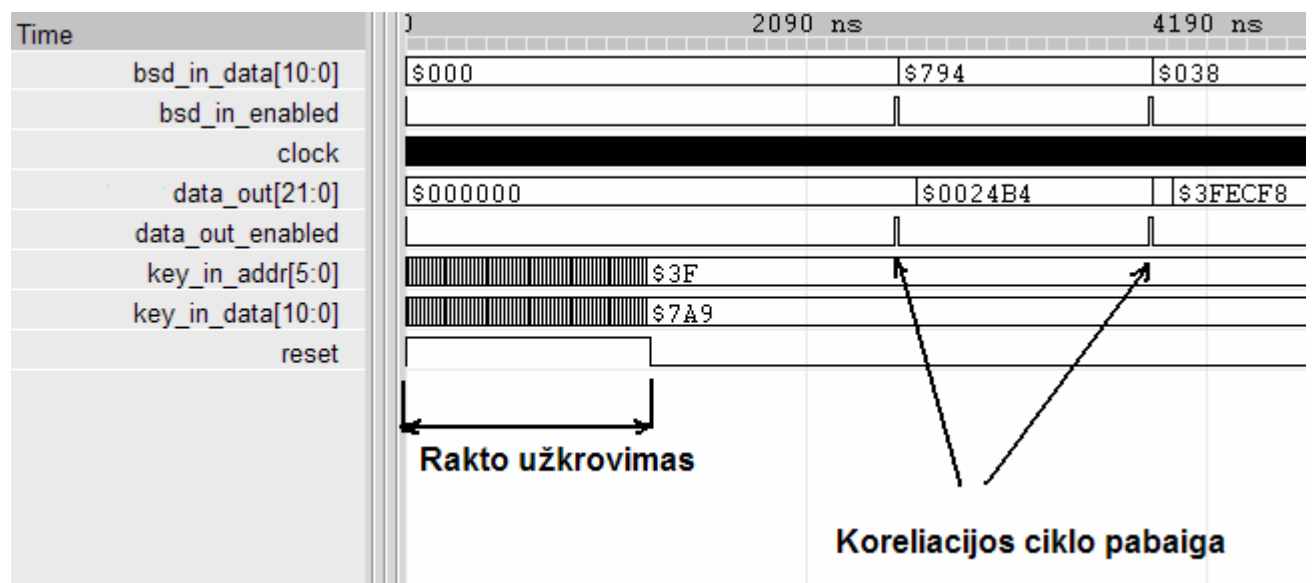 Time
2090 ns 4190 ns
bsd_in_data[10:0] $000 $794 $038
bsd_in_enabled
clock
data_out[21:0] $000000 $0024B4 $3FECF8
data_out_enabled
key_in_addr[5:0] $3F
key_in_data[10:0] $7A9
reset
Rakto užkrovimas
Koreliacijos ciklo pabaiga